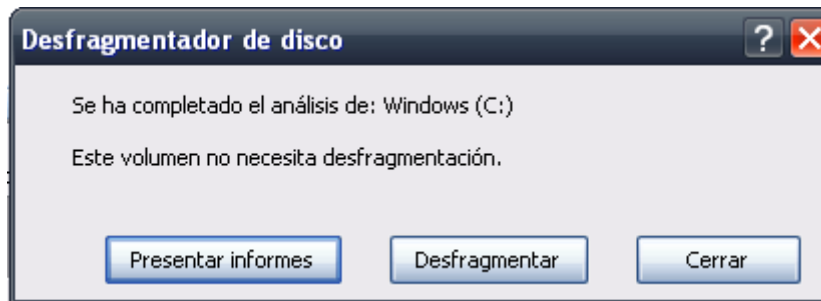 Desfragmentador de disco
Se ha completado el análisis de: Windows (C:)
Este volumen no necesita desfragmentación.
Presentar informes Desfragmentar Cerrar